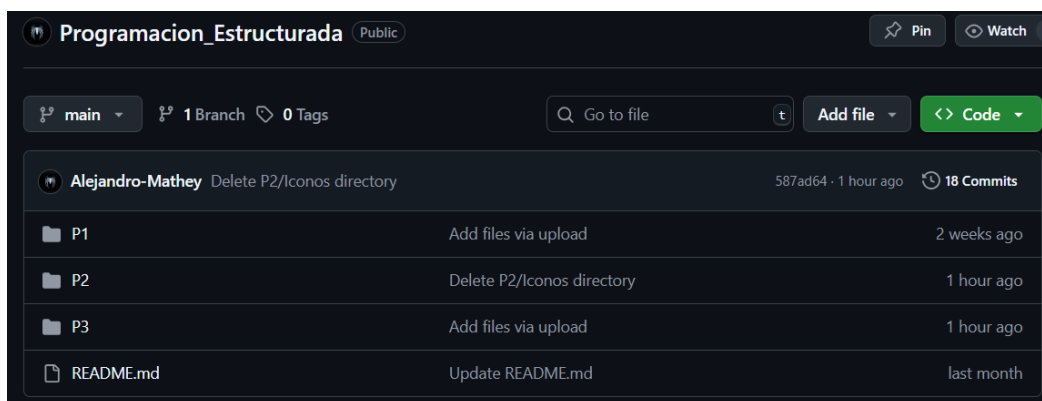 Programacion_Estructurada Public Pin Watch
main 1 Branch 0 Tags Go to file t Add file Code
Alejandro-Mathey Delete P2/Iconos directory 587ad64 · 1 hour ago 18 Commits
P1 Add files via upload 2 weeks ago
P2 Delete P2/Iconos directory 1 hour ago
P3 Add files via upload 1 hour ago
README.md Update README.md last month